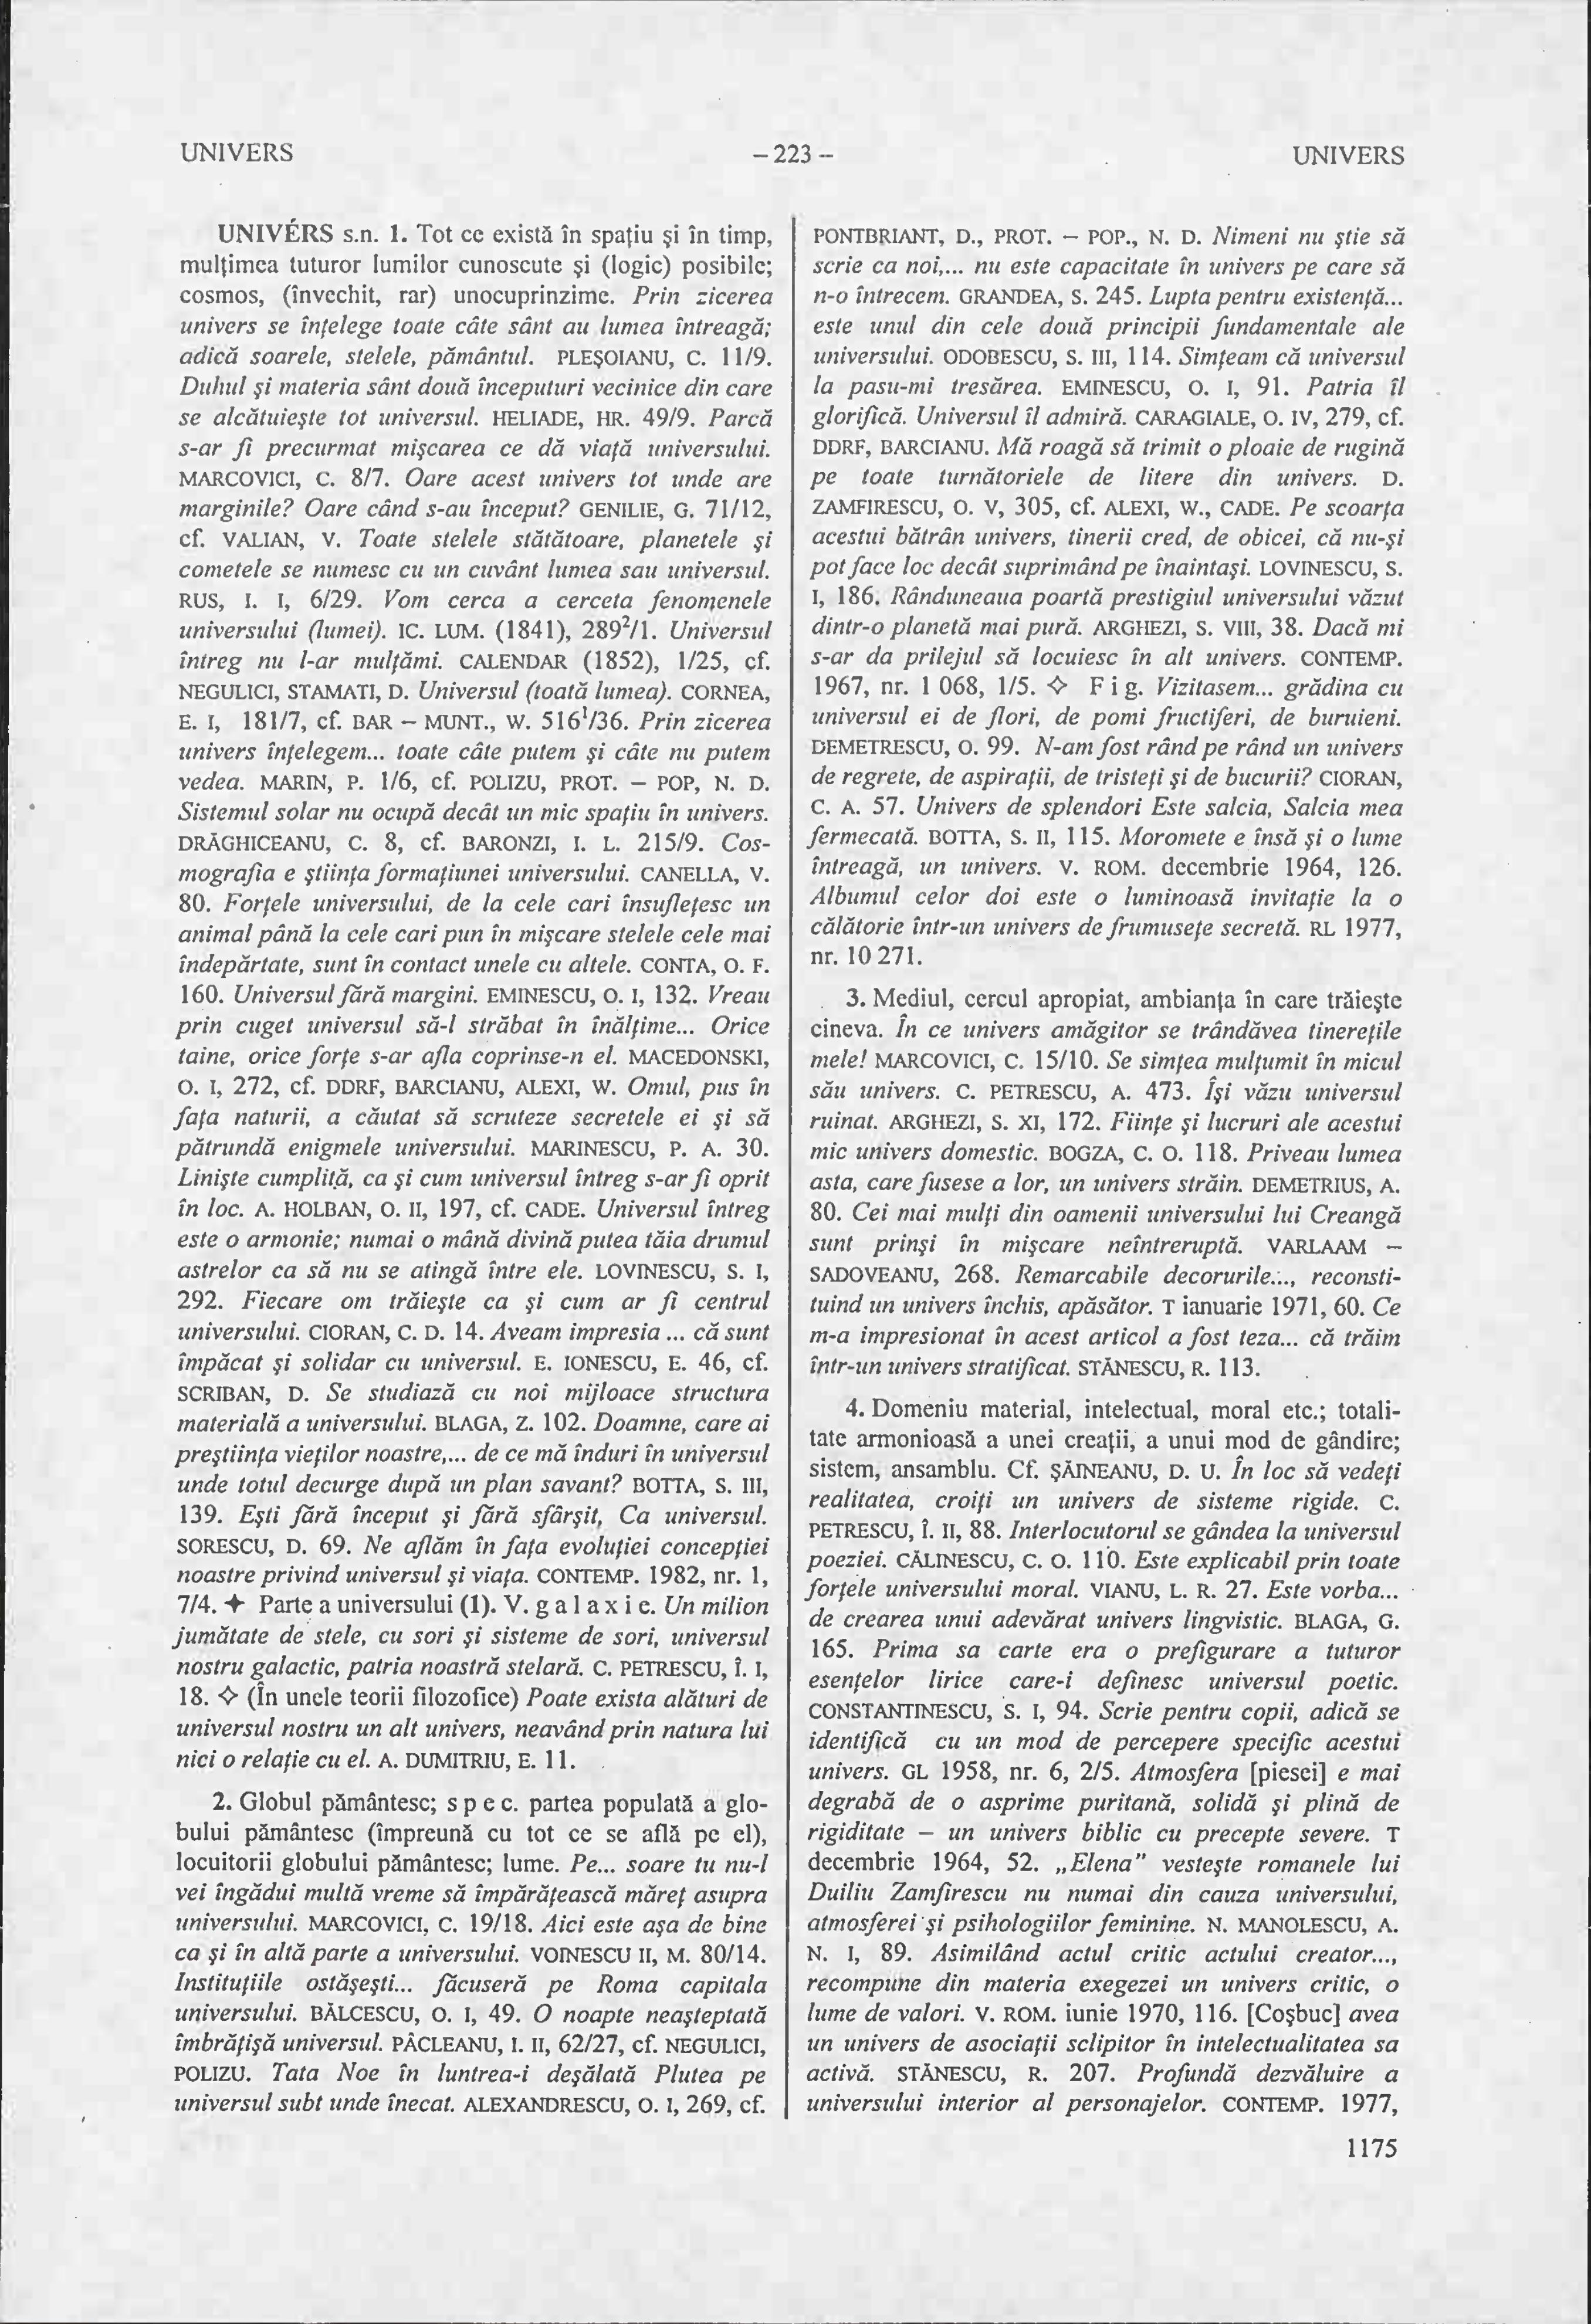 UNIVERS
– 223 –
UNIVERS
UNIVÉRS s.n. 1. Tot ce există în spaţiu şi în timp,
mulţimea tuturor lumilor cunoscute şi (logic) posibile;
cosmos, (învechit, rar) unocuprinzime. Prin zicerea
univers se înţelege toate câte sânt au lumea întreagă;
adică soarele, stelele, pământul. PLEŞOIANU, C. 11/9.
Duhul şi materia sânt două începuturi vecinice din care
se alcătuieşte tot universul. HELIADE, HR. 49/9. Parcă
s-ar fi precurmat mişcarea ce dă viaţă universului.
MARCOVICI, C. 8/7. Oare acest univers tot unde are
marginile? Oare când s-au început? GENILIE, G. 71/12,
cf. VALIAN, V. Toate stelele stătătoare, planetele şi
cometele se numesc cu un cuvânt lumea sau universul.
RUS, I. I, 6/29. Vom cerca a cerceta fenomenele
universului (lumei). IC. LUM. (1841), 289²/1. Universul
întreg nu l-ar mulţămi. CALENDAR (1852), 1/25, cf.
NEGULICI, STAMATI, D. Universul (toată lumea). CORNEA,
E. I, 181/7, cf. BAR – MUNT., W. 516¹/36. Prin zicerea
univers înţelegem... toate câte putem şi câte nu putem
vedea. MARIN, P. 1/6, cf. POLIZU, PROT. – POP, N. D.
Sistemul solar nu ocupă decât un mic spaţiu în univers.
DRĂGHICEANU, C. 8, cf. BARONZI, I. L. 215/9. Cos-
mografia e ştiinţa formaţiunei universului. CANELLA, V.
80. Forţele universului, de la cele cari însufleţesc un
animal până la cele cari pun în mişcare stelele cele mai
îndepărtate, sunt în contact unele cu altele. CONTA, O. F.
160. Universul fără margini. EMINESCU, O. I, 132. Vreau
prin cuget universul să-l străbat în înălţime... Orice
taine, orice forţe s-ar afla coprinse-n el. MACEDONSKI,
O. I, 272, cf. DDRF, BARCIANU, ALEXI, W. Omul, pus în
faţa naturii, a căutat să scruteze secretele ei şi să
pătrundă enigmele universului. MARINESCU, P. A. 30.
Linişte cumplită, ca şi cum universul întreg s-ar fi oprit
în loc. A. HOLBAN, O. II, 197, cf. CADE. Universul întreg
este o armonie; numai o mână divină putea tăia drumul
astrelor ca să nu se atingă între ele. LOVINESCU, S. I,
292. Fiecare om trăieşte ca şi cum ar fi centrul
universului. CIORAN, C. D. 14. Aveam impresia ... că sunt
împăcat şi solidar cu universul. E. IONESCU, E. 46, cf.
SCRIBAN, D. Se studiază cu noi mijloace structura
materială a universului. BLAGA, Z. 102. Doamne, care ai
preştiinţa vieţilor noastre,... de ce mă înduri în universul
unde totul decurge după un plan savant? BOTTA, S. III,
139. Eşti fără început şi fără sfârşit, Ca universul.
SORESCU, D. 69. Ne aflăm în faţa evoluţiei concepţiei
noastre privind universul şi viaţa. CONTEMP. 1982, nr. 1,
7/4. ✦ Parte a universului (1). V. g a l a x i e. Un milion
jumătate de stele, cu sori şi sisteme de sori, universul
nostru galactic, patria noastră stelară. C. PETRESCU, Î. I,
18. ◇ (În unele teorii filozofice) Poate exista alături de
universul nostru un alt univers, neavând prin natura lui
nici o relaţie cu el. A. DUMITRIU, E. 11.
2. Globul pământesc; s p e c. partea populată a glo-
bului pământesc (împreună cu tot ce se află pe el),
locuitorii globului pământesc; lume. Pe... soare tu nu-l
vei îngădui multă vreme să împărăţească măreţ asupra
universului. MARCOVICI, C. 19/18. Aici este aşa de bine
ca şi în altă parte a universului. VOINESCU II, M. 80/14.
Instituţiile ostăşeşti... făcuseră pe Roma capitala
universului. BĂLCESCU, O. I, 49. O noapte neaşteptată
îmbrăţişă universul. PÂCLEANU, I. II, 62/27, cf. NEGULICI,
POLIZU. Tata Noe în luntrea-i deşălată Plutea pe
universul subt unde înecat. ALEXANDRESCU, O. I, 269, cf.
PONTBRIANT, D., PROT. – POP., N. D. Nimeni nu ştie să
scrie ca noi,... nu este capacitate în univers pe care să
n-o întrecem. GRANDEA, S. 245. Lupta pentru existenţă...
este unul din cele două principii fundamentale ale
universului. ODOBESCU, S. III, 114. Simţeam că universul
la pasu-mi tresărea. EMINESCU, O. I, 91. Patria îl
glorifică. Universul îl admiră. CARAGIALE, O. IV, 279, cf.
DDRF, BARCIANU. Mă roagă să trimit o ploaie de rugină
pe toate turnătoriele de litere din univers. D.
ZAMFIRESCU, O. V, 305, cf. ALEXI, W., CADE. Pe scoarţa
acestui bătrân univers, tinerii cred, de obicei, că nu-şi
pot face loc decât suprimând pe înaintaşi. LOVINESCU, S.
I, 186. Rânduneaua poartă prestigiul universului văzut
dintr-o planetă mai pură. ARGHEZI, S. VIII, 38. Dacă mi
s-ar da prilejul să locuiesc în alt univers. CONTEMP.
1967, nr. 1 068, 1/5. ◇ F i g. Vizitasem... grădina cu
universul ei de flori, de pomi fructiferi, de buruieni.
DEMETRESCU, O. 99. N-am fost rând pe rând un univers
de regrete, de aspiraţii, de tristeţi şi de bucurii? CIORAN,
C. A. 57. Univers de splendori Este salcia, Salcia mea
fermecată. BOTTA, S. II, 115. Moromete e însă şi o lume
întreagă, un univers. V. ROM. decembrie 1964, 126.
Albumul celor doi este o luminoasă invitaţie la o
călătorie într-un univers de frumuseţe secretă. RL 1977,
nr. 10 271.
3. Mediul, cercul apropiat, ambianţa în care trăieşte
cineva. În ce univers amăgitor se trândăvea tinereţile
mele! MARCOVICI, C. 15/10. Se simţea mulţumit în micul
său univers. C. PETRESCU, A. 473. Îşi văzu universul
ruinat. ARGHEZI, S. XI, 172. Fiinţe şi lucruri ale acestui
mic univers domestic. BOGZA, C. O. 118. Priveau lumea
asta, care fusese a lor, un univers străin. DEMETRIUS, A.
80. Cei mai mulţi din oamenii universului lui Creangă
sunt prinşi în mişcare neîntreruptă. VARLAAM –
SADOVEANU, 268. Remarcabile decorurile..., reconsti-
tuind un univers închis, apăsător. T ianuarie 1971, 60. Ce
m-a impresionat în acest articol a fost teza... că trăim
într-un univers stratificat. STĂNESCU, R. 113.
4. Domeniu material, intelectual, moral etc.; totali-
tate armonioasă a unei creaţii, a unui mod de gândire;
sistem, ansamblu. Cf. ŞĂINEANU, D. U. În loc să vedeţi
realitatea, croiţi un univers de sisteme rigide. C.
PETRESCU, Î. II, 88. Interlocutorul se gândea la universul
poeziei. CĂLINESCU, C. O. 110. Este explicabil prin toate
forţele universului moral. VIANU, L. R. 27. Este vorba...
de crearea unui adevărat univers lingvistic. BLAGA, G.
165. Prima sa carte era o prefigurare a tuturor
esenţelor lirice care-i definesc universul poetic.
CONSTANTINESCU, S. I, 94. Scrie pentru copii, adică se
identifică cu un mod de percepere specific acestui
univers. GL 1958, nr. 6, 2/5. Atmosfera [piesei] e mai
degrabă de o asprime puritană, solidă şi plină de
rigiditate – un univers biblic cu precepte severe. T
decembrie 1964, 52. „Elena” vesteşte romanele lui
Duiliu Zamfirescu nu numai din cauza universului,
atmosferei şi psihologiilor feminine. N. MANOLESCU, A.
N. I, 89. Asimilând actul critic actului creator...,
recompune din materia exegezei un univers critic, o
lume de valori. V. ROM. iunie 1970, 116. [Coşbuc] avea
un univers de asociaţii sclipitor în intelectualitatea sa
activă. STĂNESCU, R. 207. Profundă dezvăluire a
universului interior al personajelor. CONTEMP. 1977,
1175